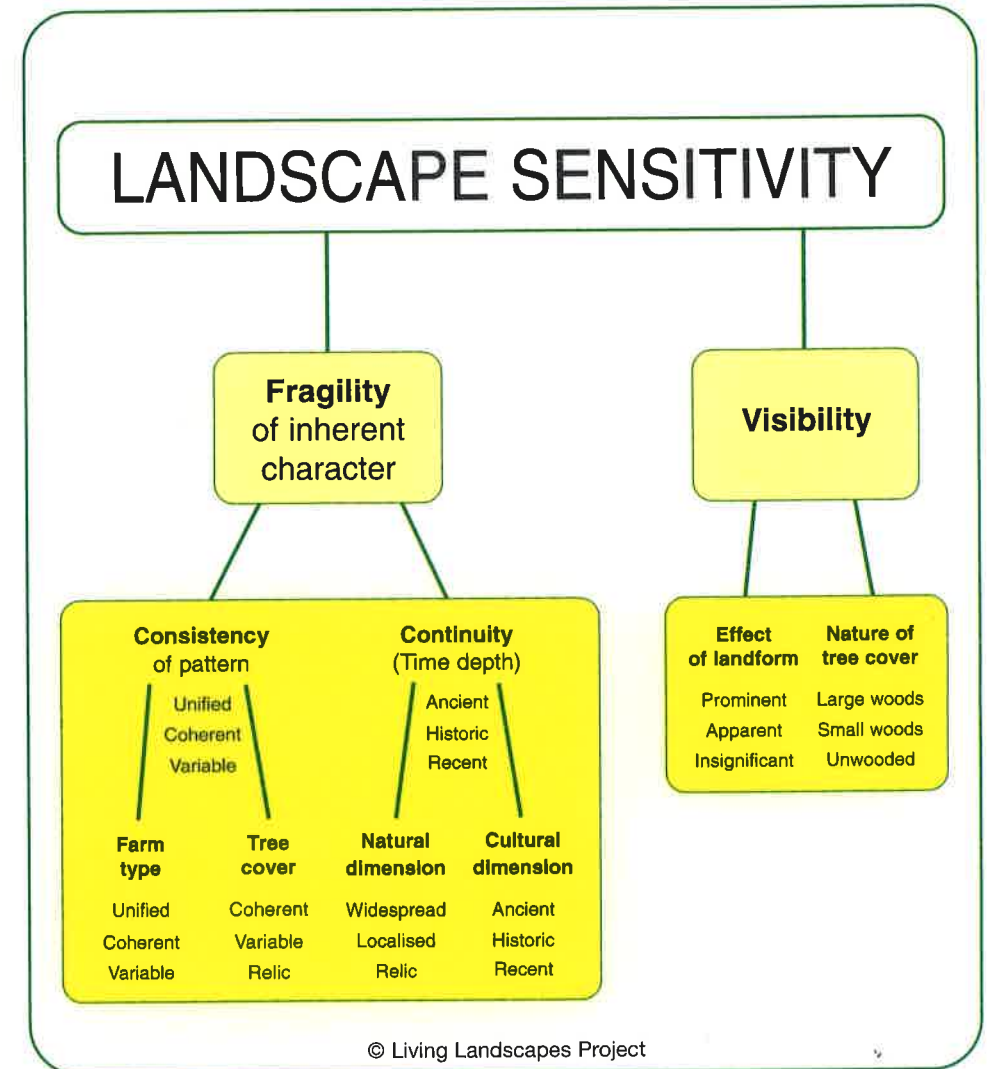 LANDSCAPE SENSITIVITY
Fragility
of inherent
character
Visibility
Consistency
of pattern
Unified
Coherent
Variable
Continuity
(Time depth)
Ancient
Historic
Recent
Farm
type
Unified
Coherent
Variable
Tree
cover
Coherent
Variable
Relic
Natural
dimension
Widespread
Localised
Relic
Cultural
dimension
Ancient
Historic
Recent
Effect
of landform
Prominent
Apparent
Insignificant
Nature of
tree cover
Large woods
Small woods
Unwooded
© Living Landscapes Project